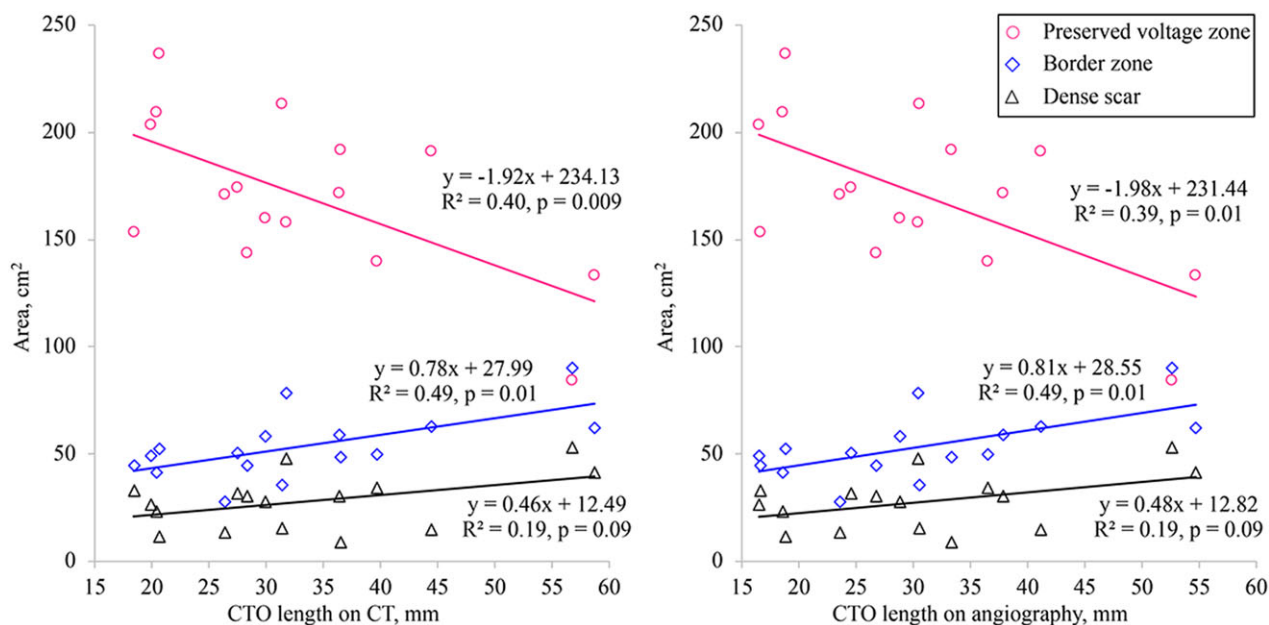 250
200
150
100
50
0
Area, cm²
15 20 25 30 35 40 45 50 55 60
CTO length on CT, mm
y = -1.92x + 234.13
R² = 0.40, p = 0.009
y = 0.78x + 27.99
R² = 0.49, p = 0.01
y = 0.46x + 12.49
R² = 0.19, p = 0.09
250
200
150
100
50
0
Area, cm²
15 20 25 30 35 40 45 50 55 60
CTO length on angiography, mm
Preserved voltage zone
Border zone
Dense scar
y = -1.98x + 231.44
R² = 0.39, p = 0.01
y = 0.81x + 28.55
R² = 0.49, p = 0.01
y = 0.48x + 12.82
R² = 0.19, p = 0.09